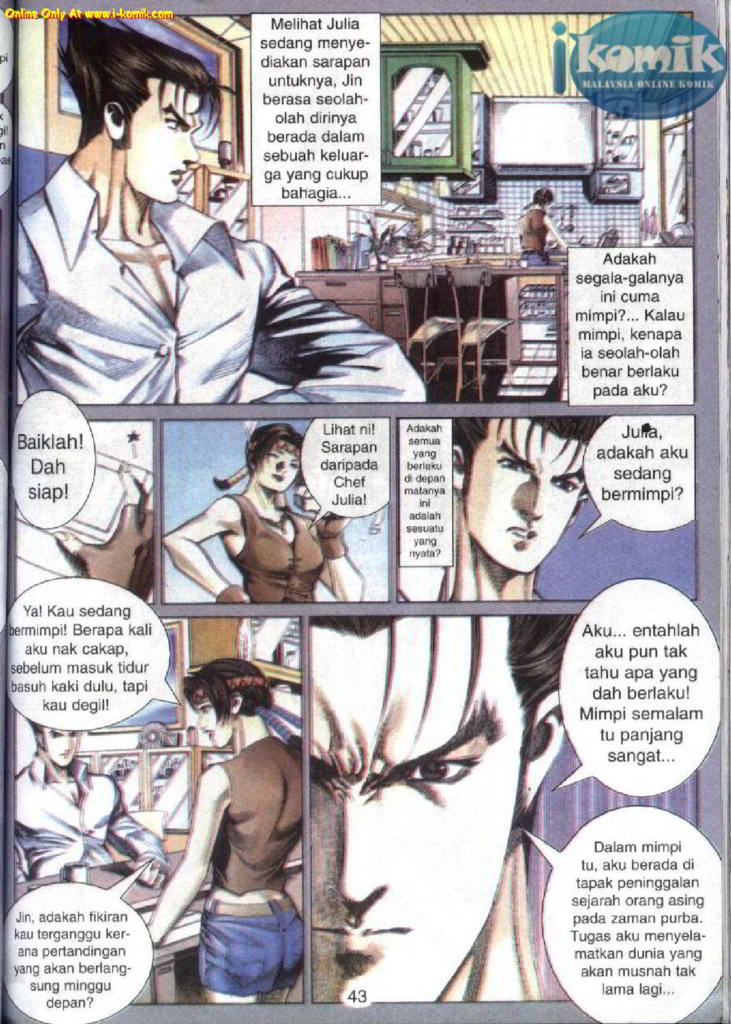 Online Only At www.i-komik.com
ikomik
MALAYSIA ONLINE KOMIK
Melihat Julia
sedang menye-
diakan sarapan
untuknya, Jin
berasa seolah-
olah dirinya
berada dalam
sebuah keluar-
ga yang cukup
bahagia...
Adakah
segala-galanya
ini cuma
mimpi?... Kalau
mimpi, kenapa
ia seolah-olah
benar berlaku
pada aku?
Baiklah!
Dah
siap!
Lihat ni!
Sarapan
daripada
Chef
Julia!
Adakah
semua
yang
berlaku
di depan
matanya
ini
adalah
sesuatu
yang
nyata?
Julia,
adakah aku
sedang
bermimpi?
Ya! Kau sedang
bermimpi! Berapa kali
aku nak cakap,
sebelum masuk tidur
basuh kaki dulu, tapi
kau degil!
Jin, adakah fikiran
kau terganggu ker-
ana pertandingan
yang akan berlang-
sung minggu
depan?
Aku... entahlah
aku pun tak
tahu apa yang
dah berlaku!
Mimpi semalam
tu panjang
sangat...
Dalam mimpi
tu, aku berada di
tapak peninggalan
sejarah orang asing
pada zaman purba.
Tugas aku menyela-
matkan dunia yang
akan musnah tak
lama lagi...
43